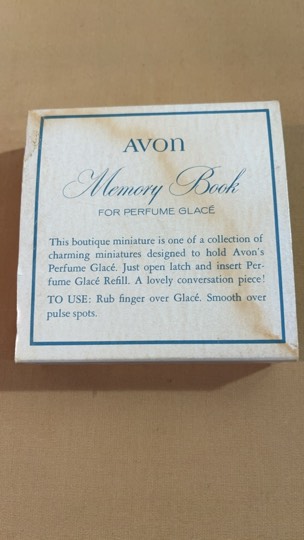 AVON
Memory Book
FOR PERFUME GLACÉ
This boutique miniature is one of a collection of
charming miniatures designed to hold Avon's
Perfume Glacé. Just open latch and insert Per-
fume Glacé Refill. A lovely conversation piece!
TO USE: Rub finger over Glacé. Smooth over
pulse spots.